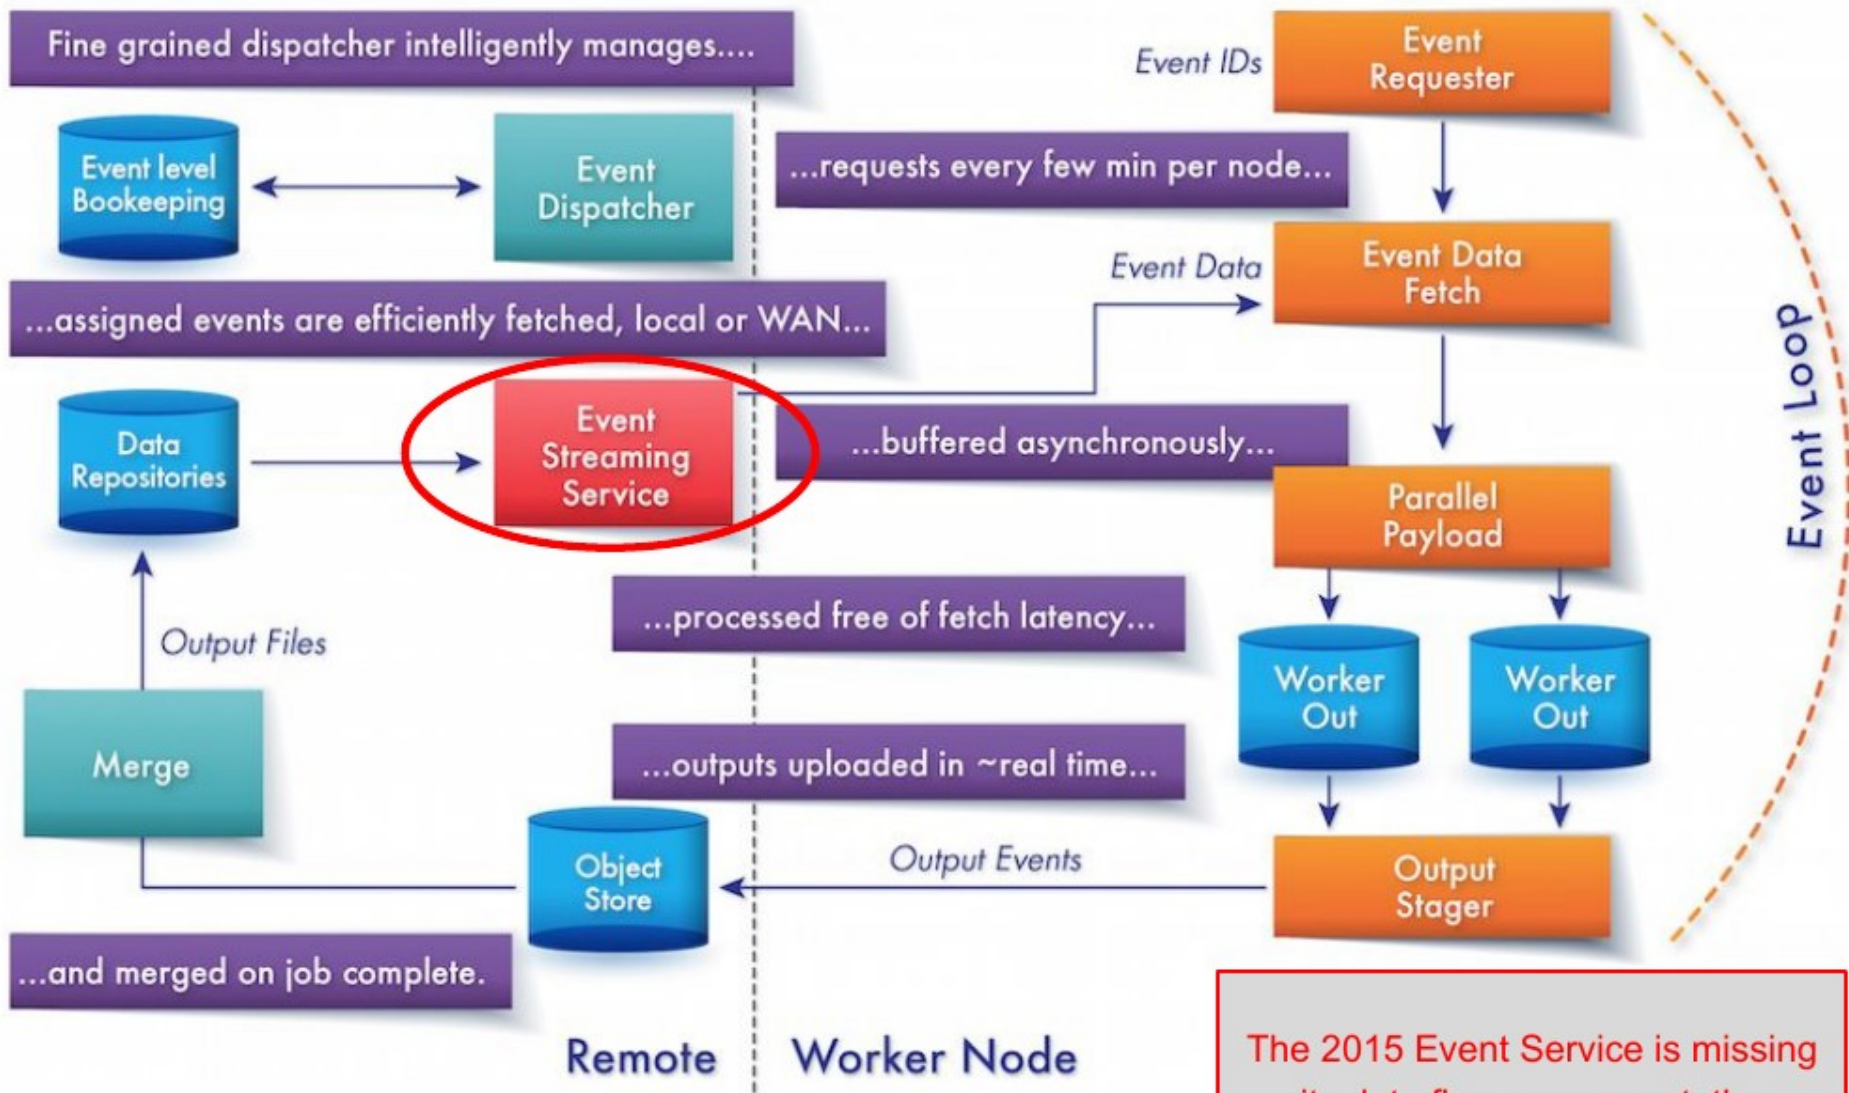 Fine grained dispatcher intelligently manages....
Event IDs
Event
Requester
Event level
Bookeeping
Event
Dispatcher
...requests every few min per node...
Event Data
Event Data
Fetch
...assigned events are efficiently fetched, local or WAN...
Data
Repositories
Event
Streaming
Service
...buffered asynchronously...
Parallel
Payload
Event Loop
...processed free of fetch latency...
Output Files
Worker
Out
Worker
Out
Merge
...outputs uploaded in ~real time...
Object
Store
Output Events
Output
Stager
...and merged on job complete.
Remote
Worker Node
The 2015 Event Service is missing